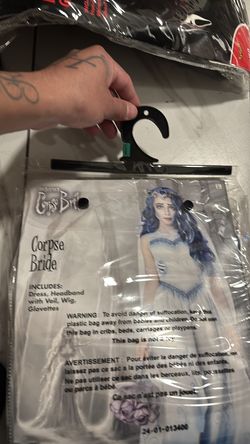 Corpse Bride
Corpse
Bride
INCLUDES:
Dress, Headband
with Veil, Wig,
Glovettes
WARNING : To avoid danger of suffocation, keep the
plastic bag away from babies and children. Do not use
this bag in cribs, beds, carriages or playpens.
This bag is not a toy.
AVERTISSEMENT : Pour éviter le danger de suffocation, ne
laissez pas ce sac à la portée des bébés ni des enfants.
Ne pas utiliser ce sac dans les berceaux, lits, poussettes
ou parcs à bébé.
Ce sac n'est pas un jouet.
24-01-013400